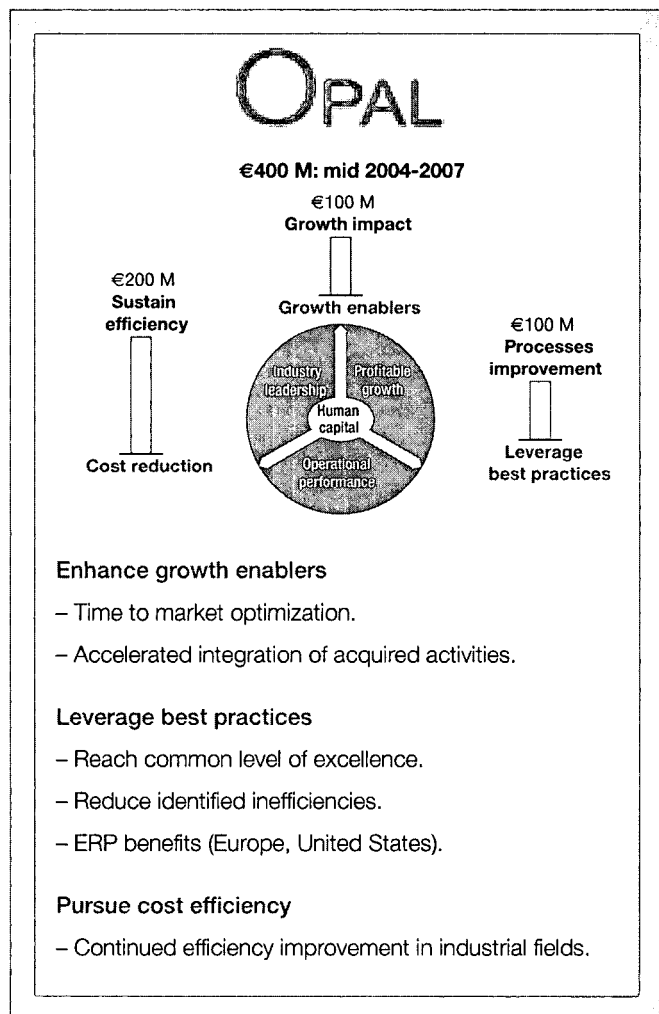 OPAL
€400 M: mid 2004-2007
€100 M
Growth impact
Growth enablers
€200 M
Sustain
efficiency
Cost reduction
€100 M
Processes
improvement
Leverage
best practices
Industry
leadership
Profitable
growth
Human
capital
Operational
performance
Enhance growth enablers
– Time to market optimization.
– Accelerated integration of acquired activities.
Leverage best practices
– Reach common level of excellence.
– Reduce identified inefficiencies.
– ERP benefits (Europe, United States).
Pursue cost efficiency
– Continued efficiency improvement in industrial fields.